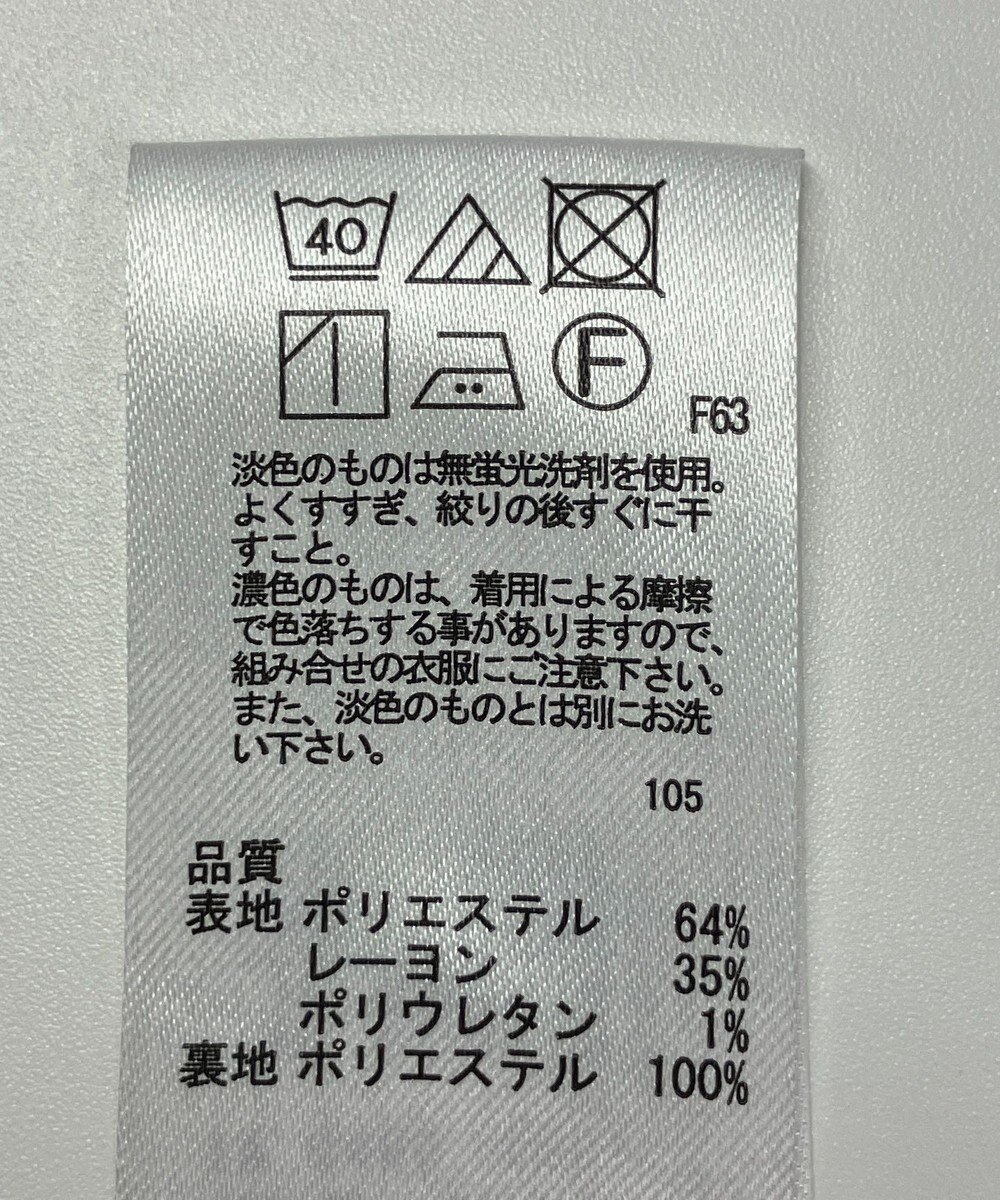 40
F
F63
淡色のものは無蛍光洗剤を使用。
よくすすぎ、絞りの後すぐに干
すこと。
濃色のものは、着用による摩擦
で色落ちする事がありますので、
組み合せの衣服にご注意下さい。
また、淡色のものとは別にお洗
い下さい。
105
品質
表地 ポリエステル 64%
レーヨン 35%
ポリウレタン 1%
裏地 ポリエステル 100%